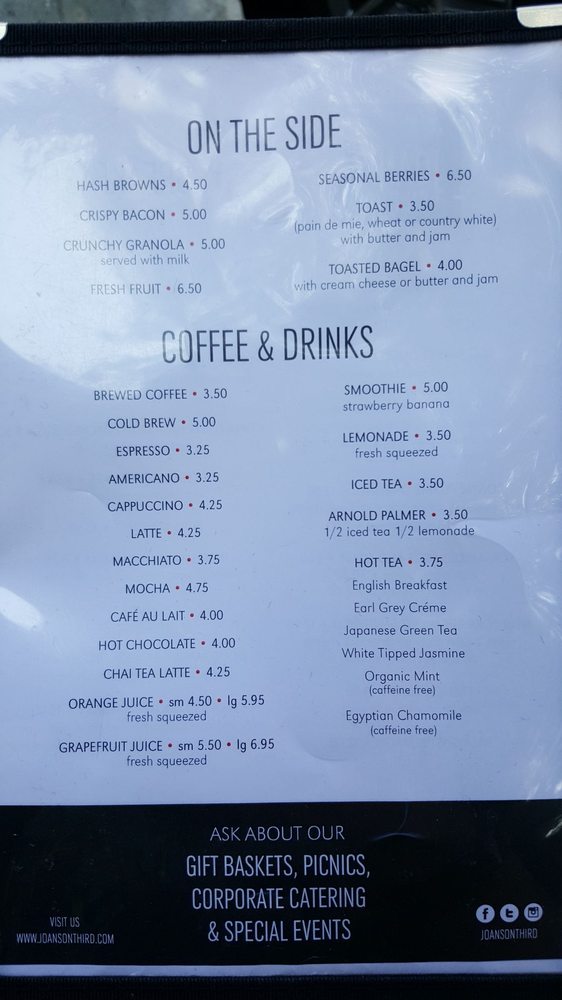 ON THE SIDE
HASH BROWNS • 4.50
CRISPY BACON • 5.00
CRUNCHY GRANOLA • 5.00
served with milk
FRESH FRUIT • 6.50
SEASONAL BERRIES • 6.50
TOAST • 3.50
(pain de mie, wheat or country white)
with butter and jam
TOASTED BAGEL • 4.00
with cream cheese or butter and jam
COFFEE & DRINKS
BREWED COFFEE • 3.50
COLD BREW • 5.00
ESPRESSO • 3.25
AMERICANO • 3.25
CAPPUCCINO • 4.25
LATTE • 4.25
MACCHIATO • 3.75
MOCHA • 4.75
CAFÉ AU LAIT • 4.00
HOT CHOCOLATE • 4.00
CHAI TEA LATTE • 4.25
ORANGE JUICE • sm 4.50 • lg 5.95
fresh squeezed
GRAPEFRUIT JUICE • sm 5.50 • lg 6.95
fresh squeezed
SMOOTHIE • 5.00
strawberry banana
LEMONADE • 3.50
fresh squeezed
ICED TEA • 3.50
ARNOLD PALMER • 3.50
1/2 iced tea 1/2 lemonade
HOT TEA • 3.75
English Breakfast
Earl Grey Créme
Japanese Green Tea
White Tipped Jasmine
Organic Mint
(caffeine free)
Egyptian Chamomile
(caffeine free)
ASK ABOUT OUR
GIFT BASKETS, PICNICS,
CORPORATE CATERING
& SPECIAL EVENTS
VISIT US
WWW.JOANSONTHIRD.COM
JOANSONTHIRD